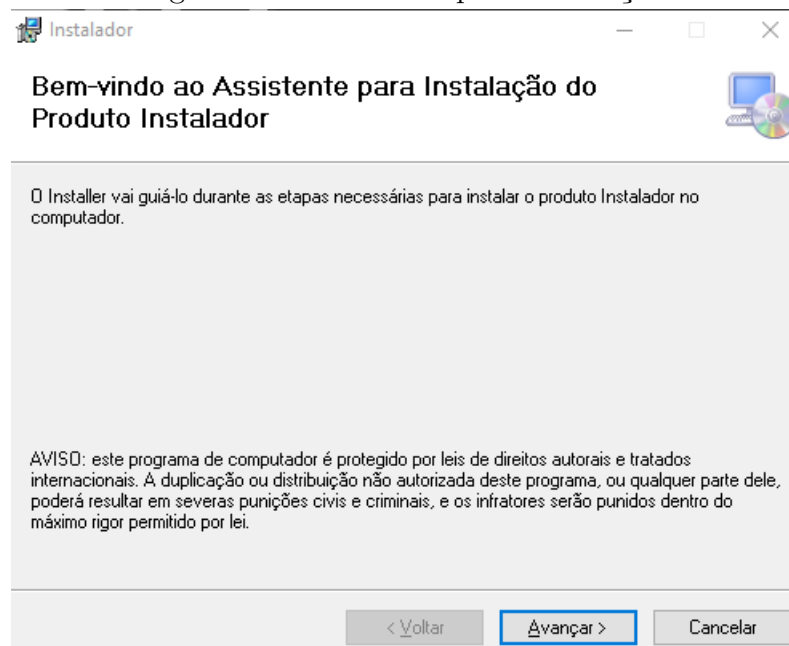 Instalador
Bem-vindo ao Assistente para Instalação do
Produto Instalador
O Installer vai guiá-lo durante as etapas necessárias para instalar o produto Instalador no
computador.
AVISO: este programa de computador é protegido por leis de direitos autorais e tratados
internacionais. A duplicação ou distribuição não autorizada deste programa, ou qualquer parte dele,
poderá resultar em severas punições civis e criminais, e os infratores serão punidos dentro do
máximo rigor permitido por lei.
< Voltar
Avançar >
Cancelar